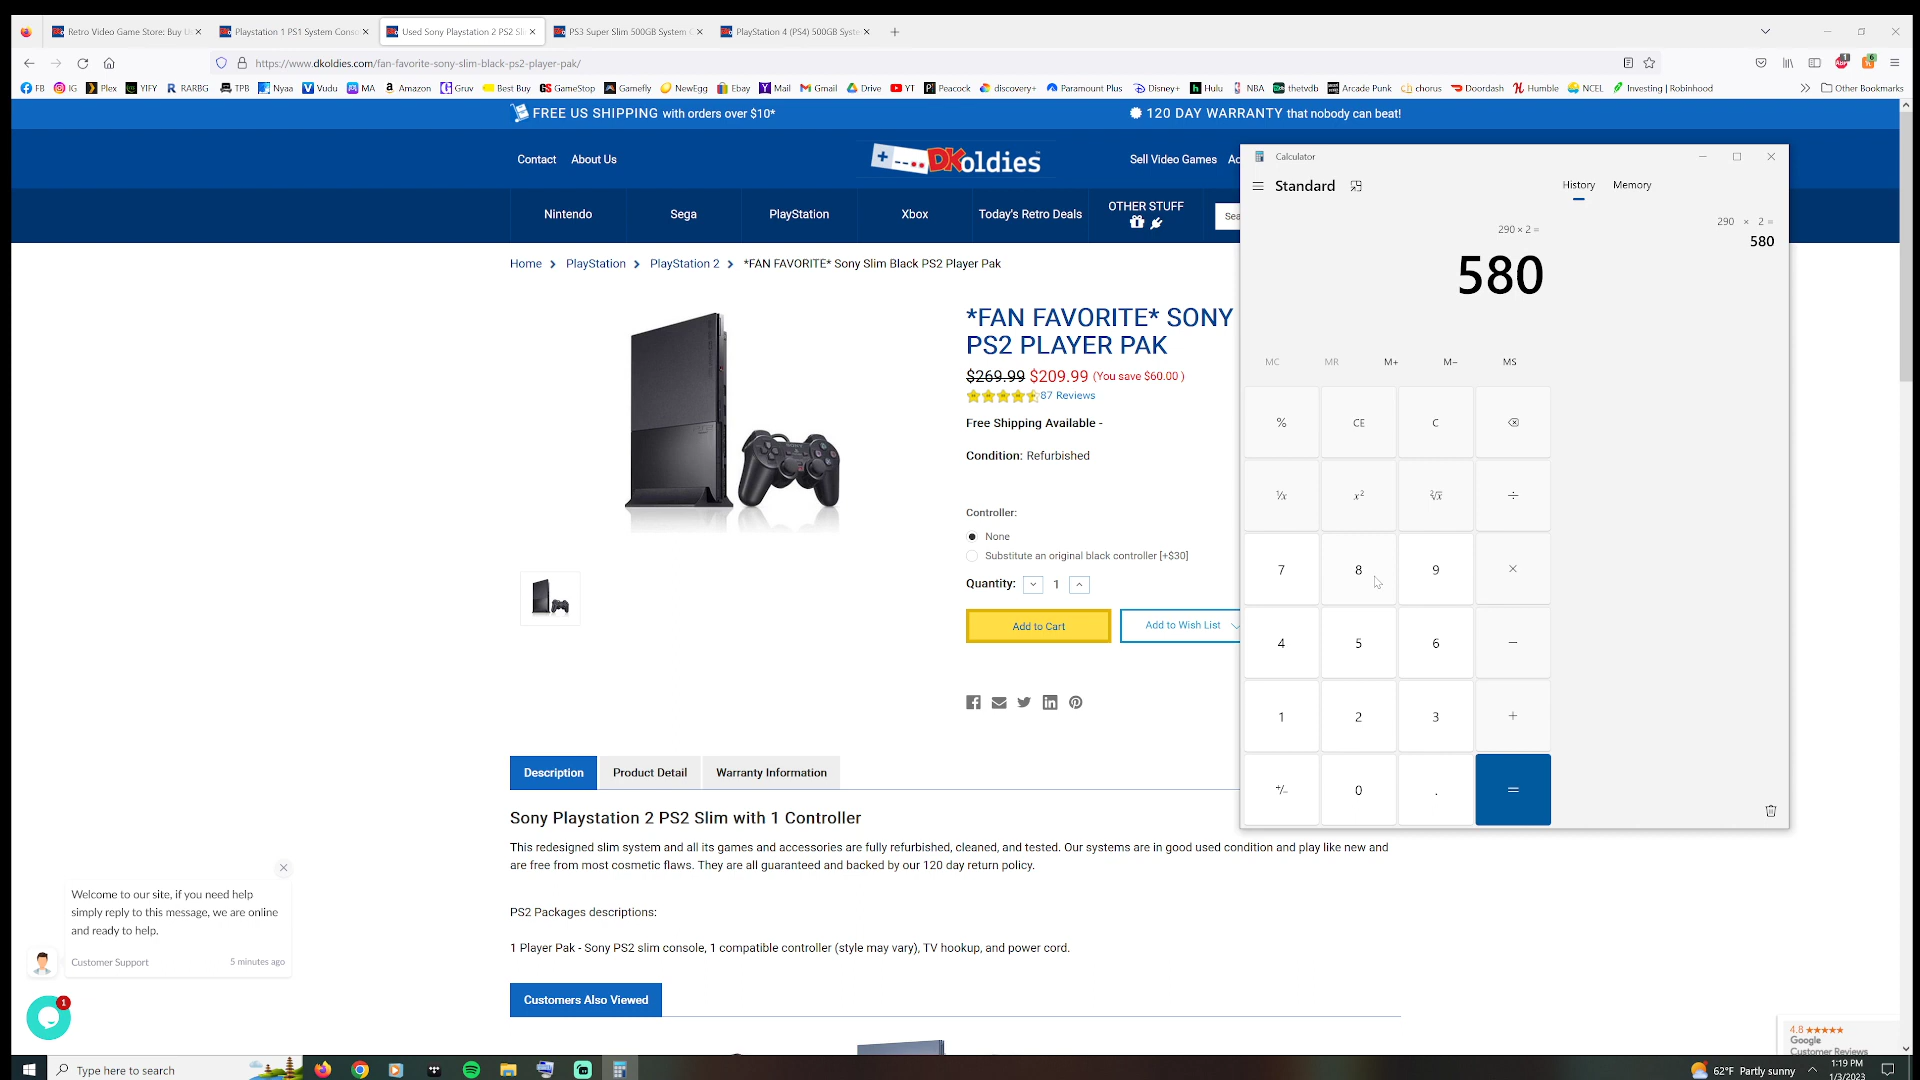 Retro Video Game Store: Buy U
Playstation 1 PS1 System Conso
Used Sony Playstation 2 PS2 Sl
PS3 Super Slim 500GB System
PlayStation 4 (PS4) 500GB Syste
https://www.dkoldies.com/fan-favorite-sony-slim-black-ps2-player-pak/
FB IG Plex YIFY RARBG TPB Nyaa Vudu MA Amazon Gruv Best Buy GameStop Gamefly NewEgg Ebay Mail Gmail Drive YT Peacock discovery+ Paramount Plus Disney+ Hulu NBA thetvdb Arcade Punk chorus Doordash Humble NCEL Investing | Robinhood Other Bookmarks
FREE US SHIPPING with orders over $10*
120 DAY WARRANTY that nobody can beat!
Contact About Us
DKoldies
Sell Video Games
Nintendo Sega PlayStation Xbox Today's Retro Deals OTHER STUFF
Sea
Home PlayStation PlayStation 2 *FAN FAVORITE* Sony Slim Black PS2 Player Pak
*FAN FAVORITE* SONY
PS2 PLAYER PAK
$269.99 $209.99 (You save $60.00 )
87 Reviews
Free Shipping Available -
Condition: Refurbished
Controller:
None
Substitute an original black controller [+$30]
Quantity: 1
Add to Cart Add to Wish List
Description Product Detail Warranty Information
Sony Playstation 2 PS2 Slim with 1 Controller
This redesigned slim system and all its games and accessories are fully refurbished, cleaned, and tested. Our systems are in good used condition and play like new and
are free from most cosmetic flaws. They are all guaranteed and backed by our 120 day return policy.
PS2 Packages descriptions:
1 Player Pak - Sony PS2 slim console, 1 compatible controller (style may vary), TV hookup, and power cord.
Customers Also Viewed
Calculator
Standard
History Memory
290 × 2 =
580
290 × 2 =
580
MC MR M+ M− MS
% CE C
¹/x x² ²√x ÷
7 8 9 ×
4 5 6 −
1 2 3 +
+/− 0 . =
Welcome to our site, if you need help
simply reply to this message, we are online
and ready to help.
Customer Support 5 minutes ago
1
4.8
Google
Customer Reviews
Type here to search
62°F Partly sunny
1:19 PM
1/3/2023